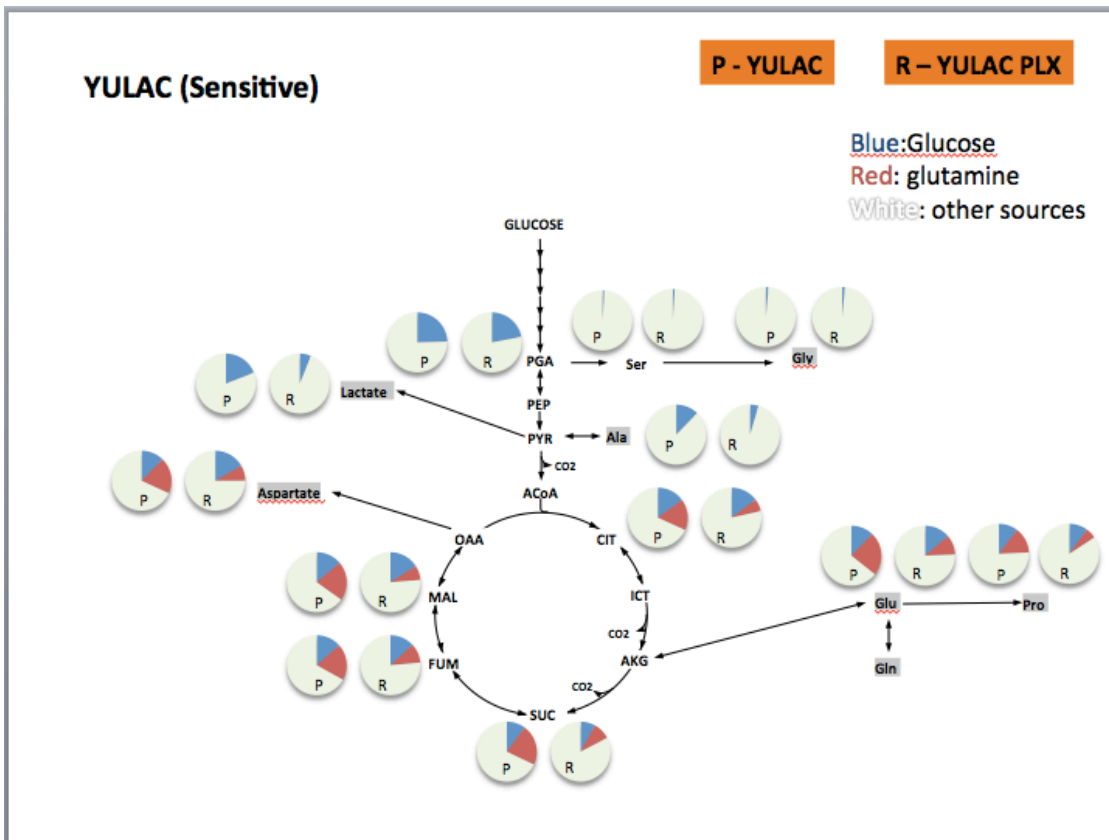 P - YULAC
R – YULAC PLX
YULAC (Sensitive)
Blue:Glucose
Red: glutamine
White: other sources
GLUCOSE
P
R
P
R
P
R
PGA
Ser
Gly
P
R
Lactate
PEP
PYR
Ala
P
R
CO2
P
R
Aspartate
ACoA
P
R
OAA
CIT
P
R
P
R
P
R
MAL
ICT
Glu
Pro
CO2
P
R
FUM
AKG
Gln
CO2
SUC
P
R